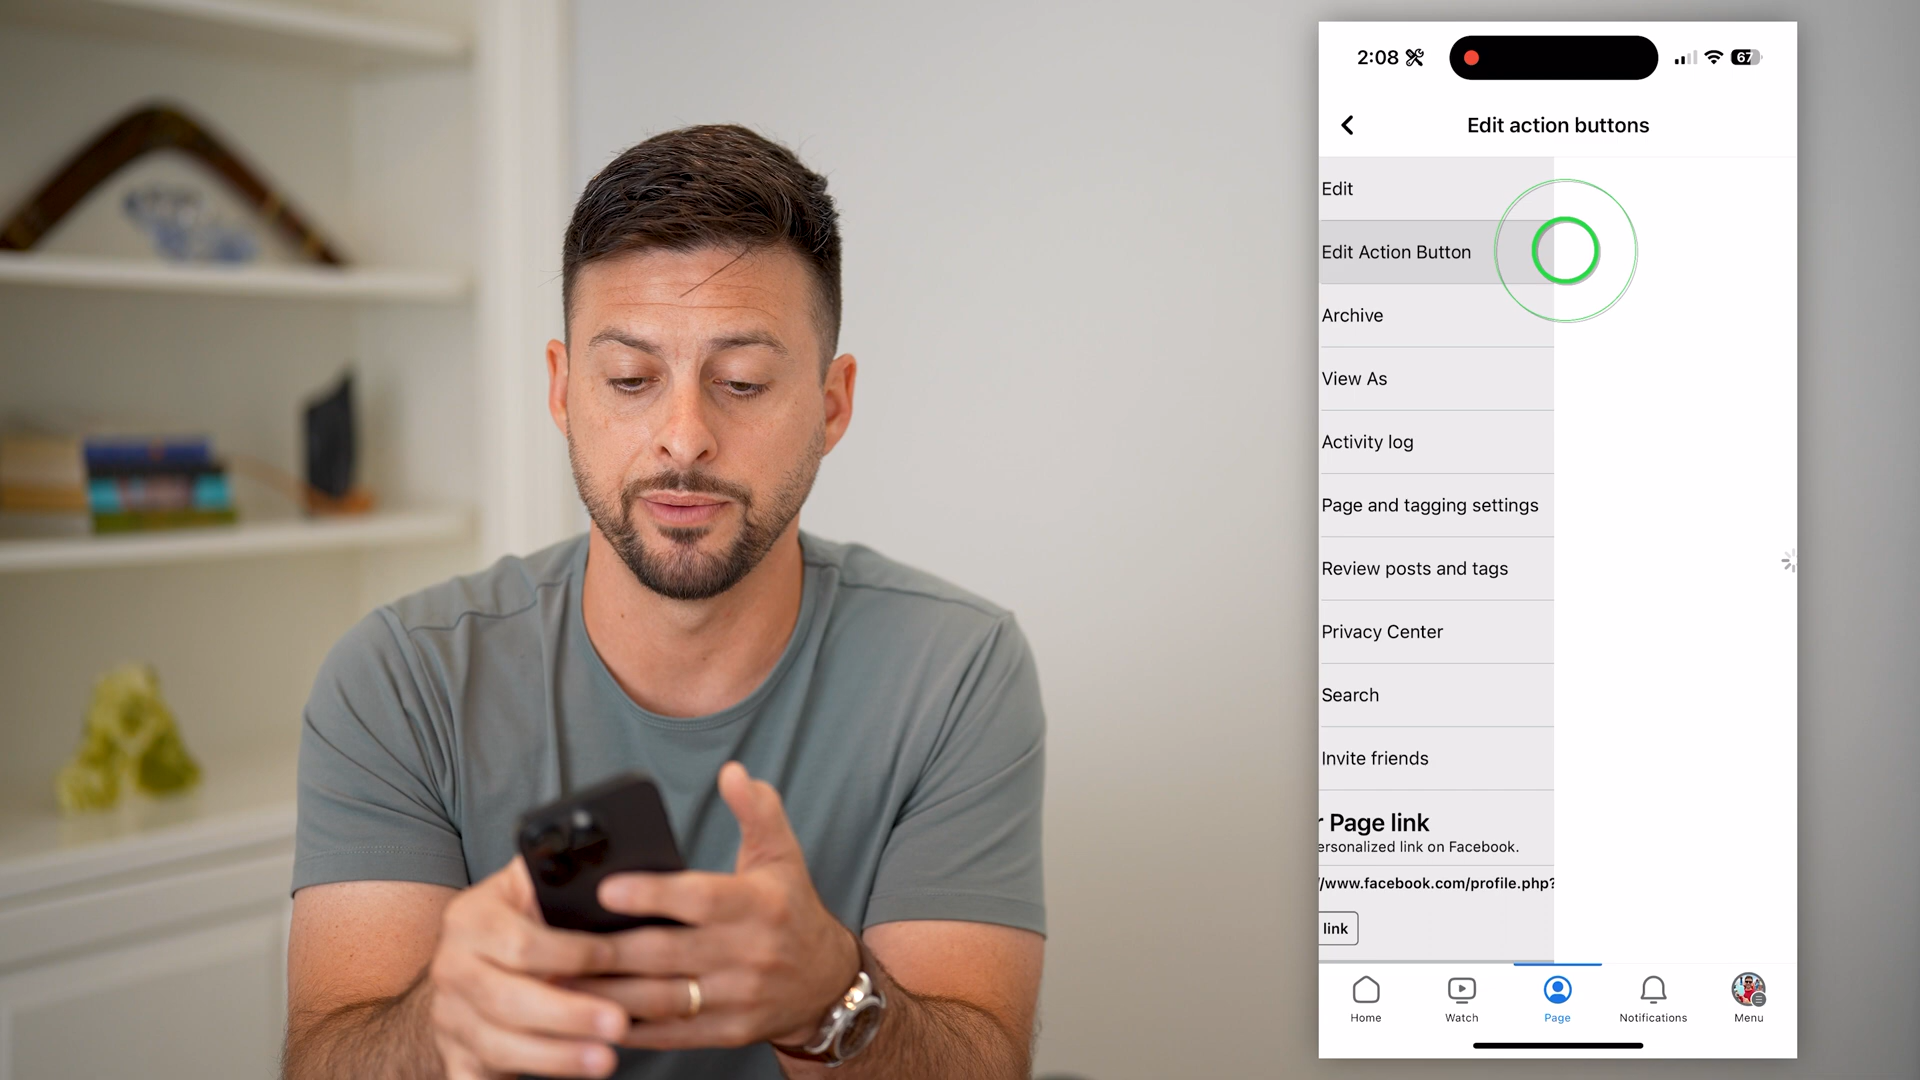 2:08
67
Edit action buttons
Edit
Edit Action Button
Archive
View As
Activity log
Page and tagging settings
Review posts and tags
Privacy Center
Search
Invite friends
r Page link
ersonalized link on Facebook.
/www.facebook.com/profile.php?
link
Home
Watch
Page
Notifications
Menu